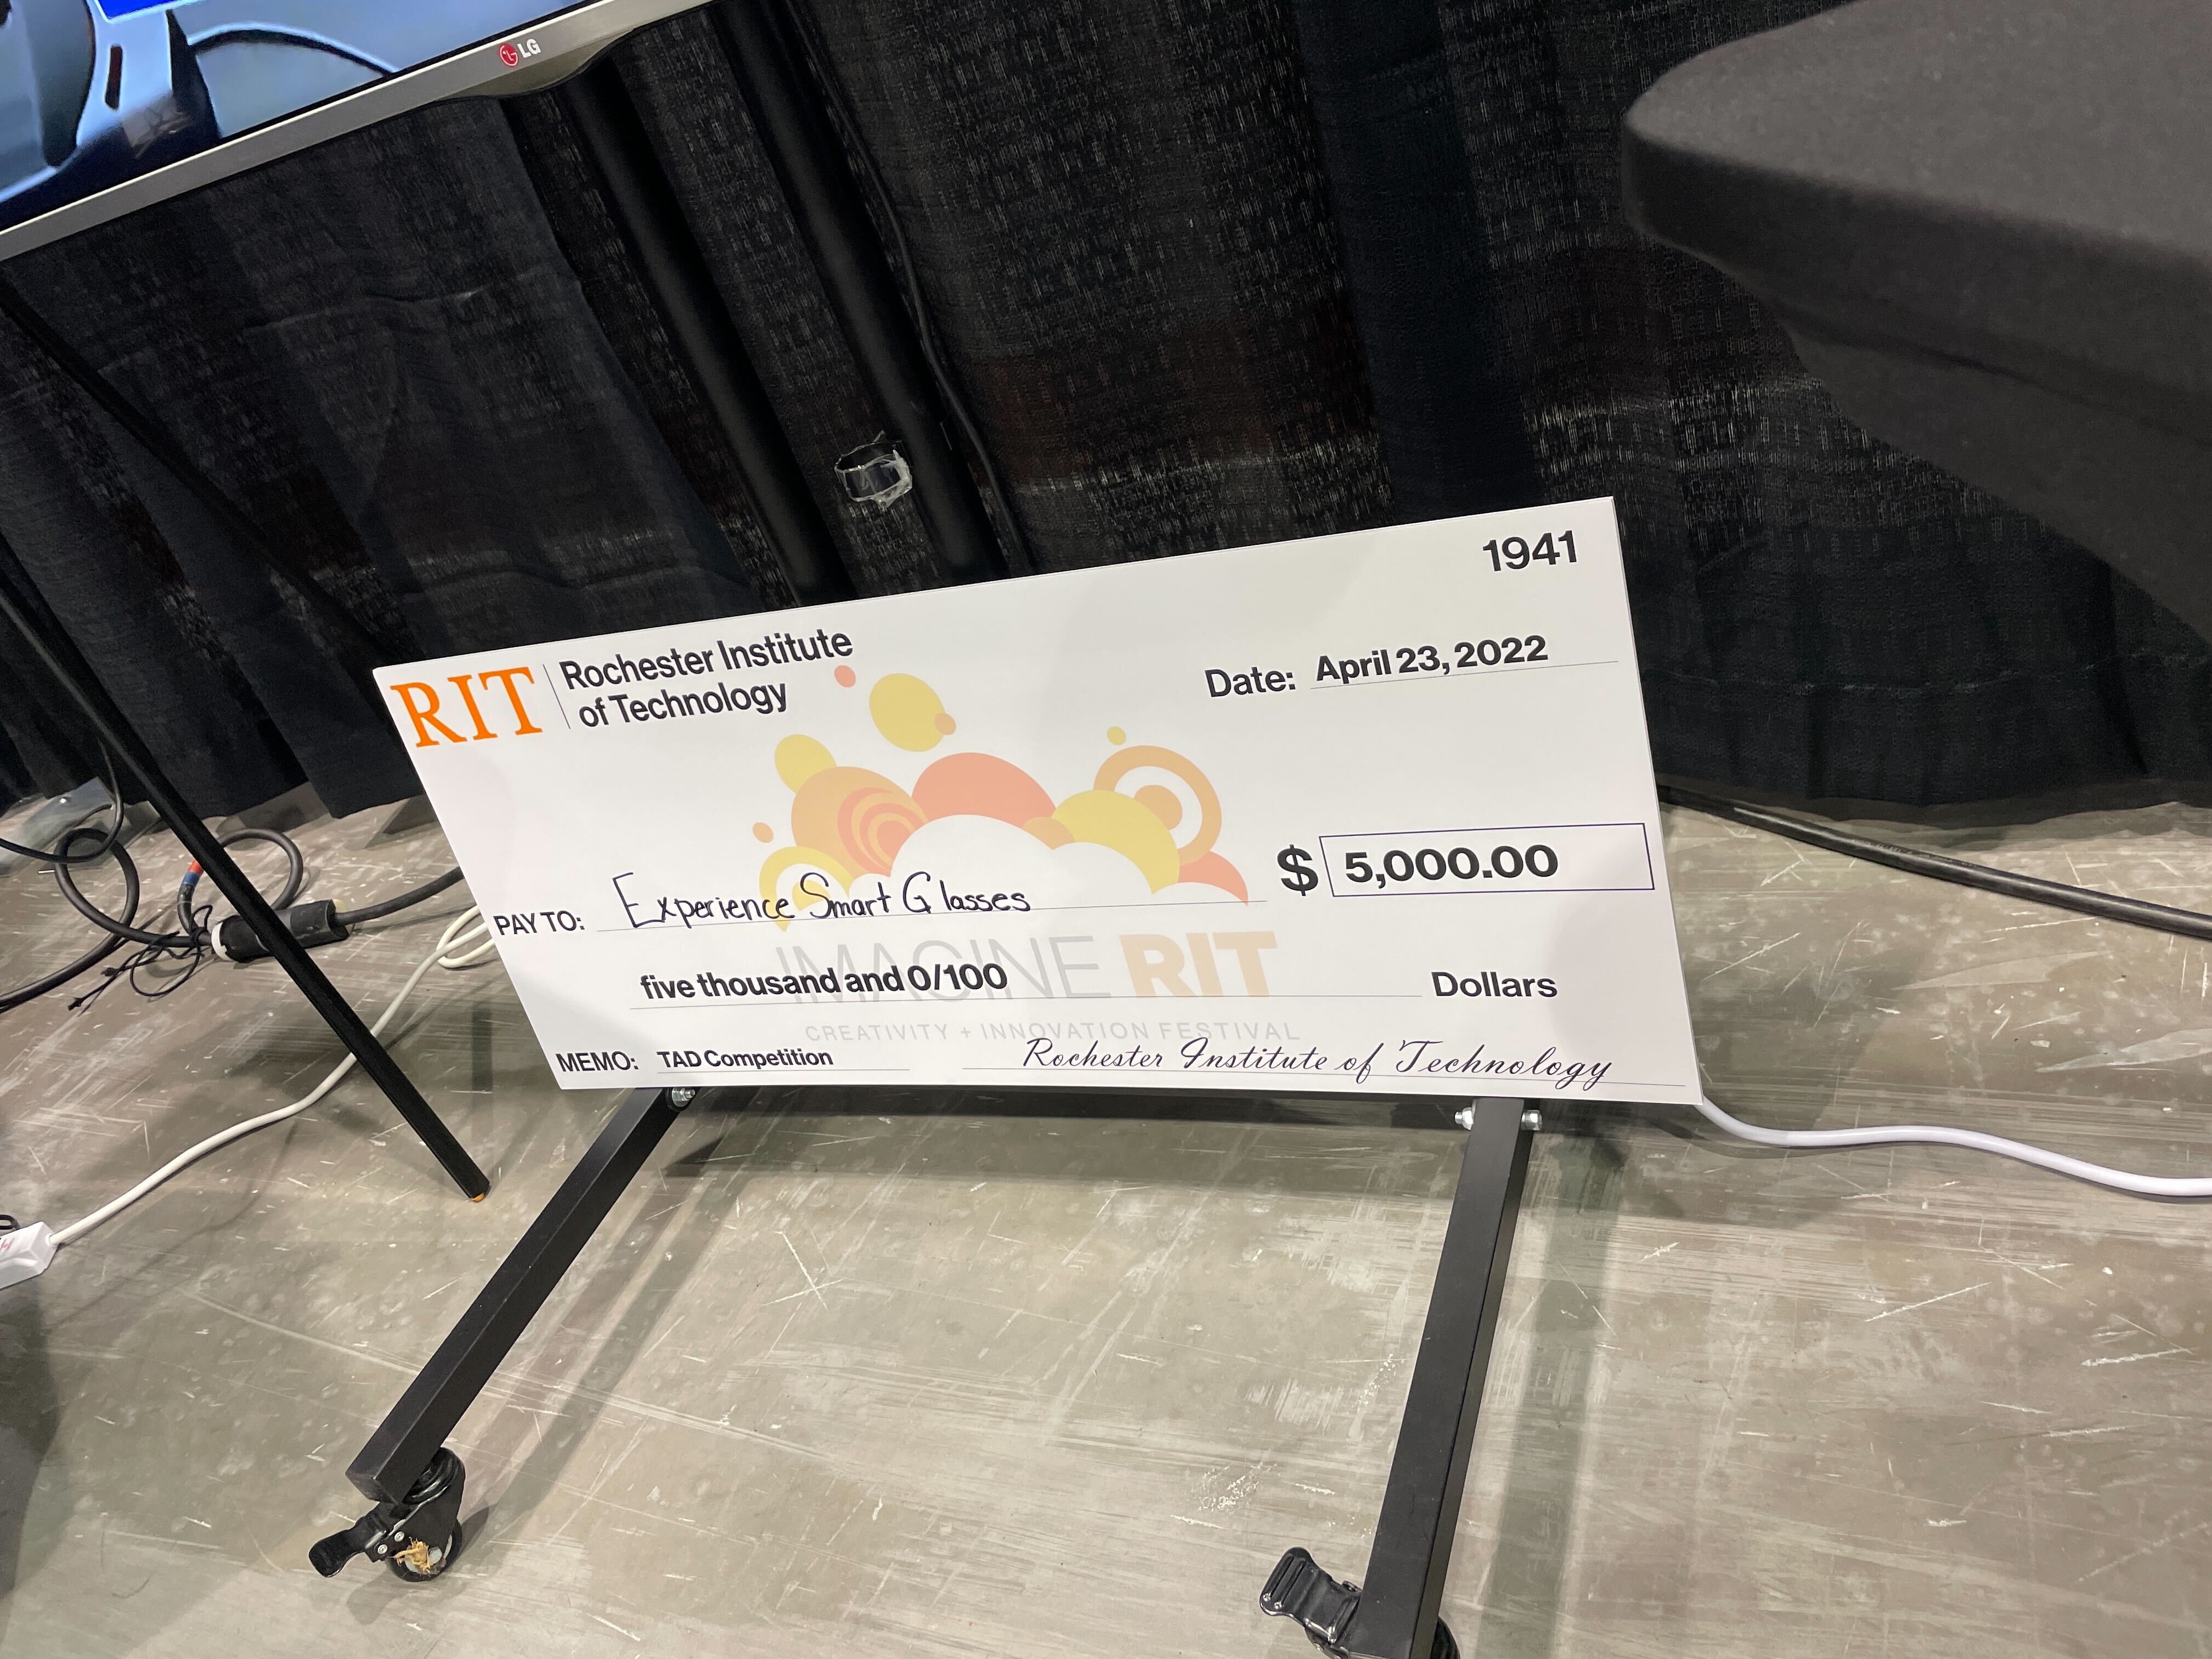 LG
1941
RIT
Rochester Institute
of Technology
Date: April 23, 2022
$ 5,000.00
PAY TO: Experience Smart Glasses
IMAGINE RIT
five thousand and 0/100 Dollars
CREATIVITY + INNOVATION FESTIVAL
MEMO: TAD Competition
Rochester Institute of Technology